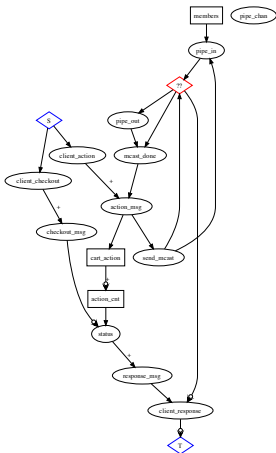 members
pipe_chan
pipe_in
??
pipe_out
S
client_action
mcast_done
client_checkout
+
action_msg
+
checkout_msg
cart_action
send_mcast
+
action_cnt
status
+
response_msg
client_response
T